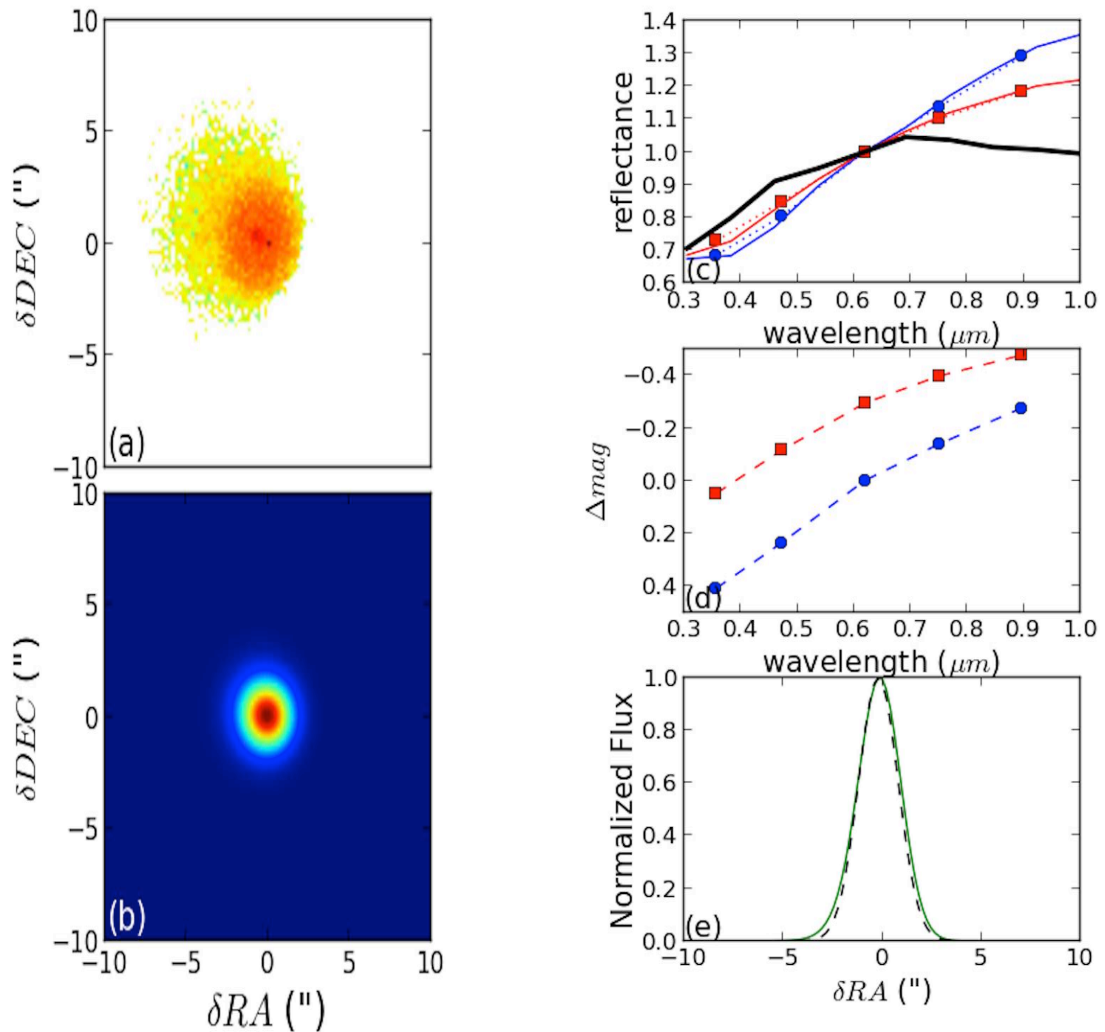 10
5
0
−5
−10
δDEC (")
(a)
10
5
0
−5
−10
−10 −5 0 5 10
δDEC (")
(b)
δRA (")
1.4
1.3
1.2
1.1
1.0
0.9
0.8
0.7
0.6
0.3 0.4 0.5 0.6 0.7 0.8 0.9 1.0
reflectance
(c)
wavelength (μm)
−0.4
−0.2
0.0
0.2
0.4
0.3 0.4 0.5 0.6 0.7 0.8 0.9 1.0
Δmag
(d)
wavelength (μm)
1.0
0.8
0.6
0.4
0.2
0.0
−10 −5 0 5 10
Normalized Flux
(e)
δRA (")